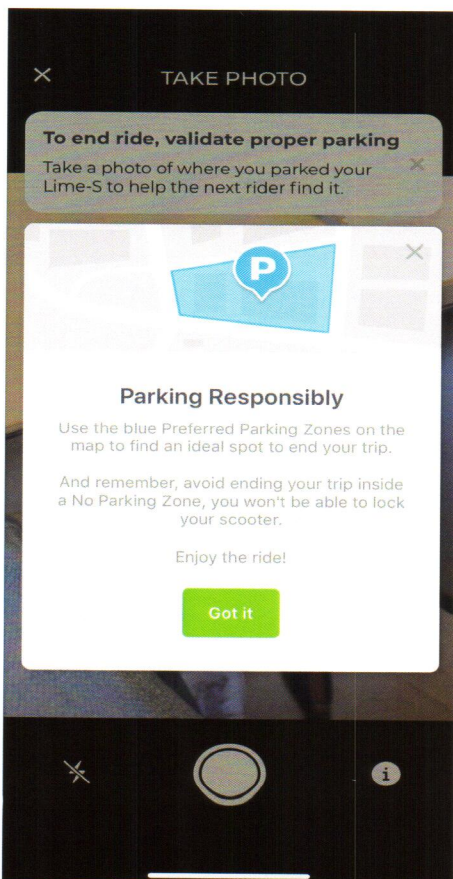 TAKE PHOTO
To end ride, validate proper parking
Take a photo of where you parked your
Lime-S to help the next rider find it.
P
Parking Responsibly
Use the blue Preferred Parking Zones on the
map to find an ideal spot to end your trip.
And remember, avoid ending your trip inside
a No Parking Zone, you won't be able to lock
your scooter.
Enjoy the ride!
Got it
i